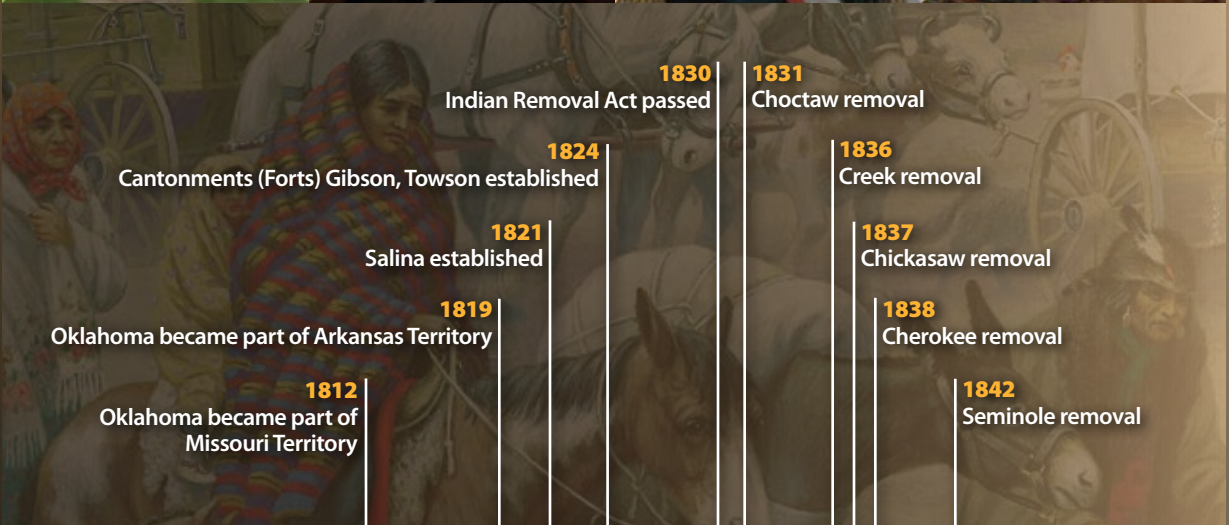 1830
Indian Removal Act passed
1831
Choctaw removal
1824
Cantonments (Forts) Gibson, Towson established
1836
Creek removal
1821
Salina established
1837
Chickasaw removal
1819
Oklahoma became part of Arkansas Territory
1838
Cherokee removal
1812
Oklahoma became part of
Missouri Territory
1842
Seminole removal